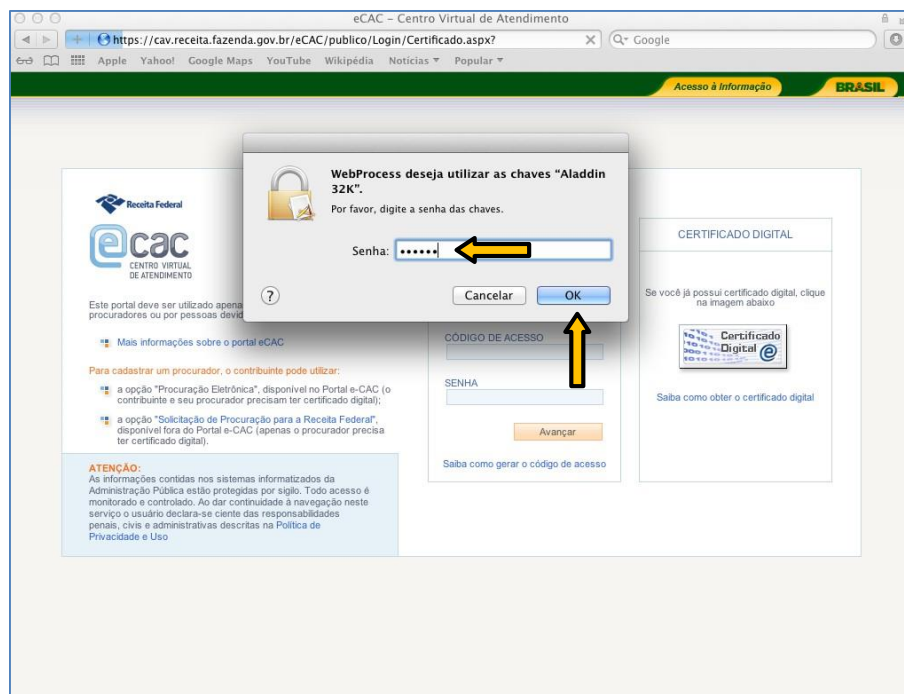 eCAC – Centro Virtual de Atendimento
https://cav.receita.fazenda.gov.br/eCAC/publico/Login/Certificado.aspx?
Google
Apple Yahoo! Google Maps YouTube Wikipédia Notícias Popular
Acesso à Informação
BRASIL
WebProcess deseja utilizar as chaves “Aladdin
32K”.
Por favor, digite a senha das chaves.
Senha: ••••••
? Cancelar OK
Receita Federal
ecac
CENTRO VIRTUAL
DE ATENDIMENTO
Este portal deve ser utilizado apena
procuradores ou por pessoas devid
Mais informações sobre o portal eCAC
Para cadastrar um procurador, o contribuinte pode utilizar:
a opção "Procuração Eletrônica", disponível no Portal e-CAC (o
contribuinte e seu procurador precisam ter certificado digital);
a opção "Solicitação de Procuração para a Receita Federal",
disponível fora do Portal e-CAC (apenas o procurador precisa
ter certificado digital).
ATENÇÃO:
As informações contidas nos sistemas informatizados da
Administração Pública estão protegidas por sigilo. Todo acesso é
monitorado e controlado. Ao dar continuidade à navegação neste
serviço o usuário declara-se ciente das responsabilidades
penais, civis e administrativas descritas na Política de
Privacidade e Uso
CÓDIGO DE ACESSO
SENHA
Avançar
Saiba como gerar o código de acesso
CERTIFICADO DIGITAL
Se você já possui certificado digital, clique
na imagem abaixo
Certificado
Digital
Saiba como obter o certificado digital